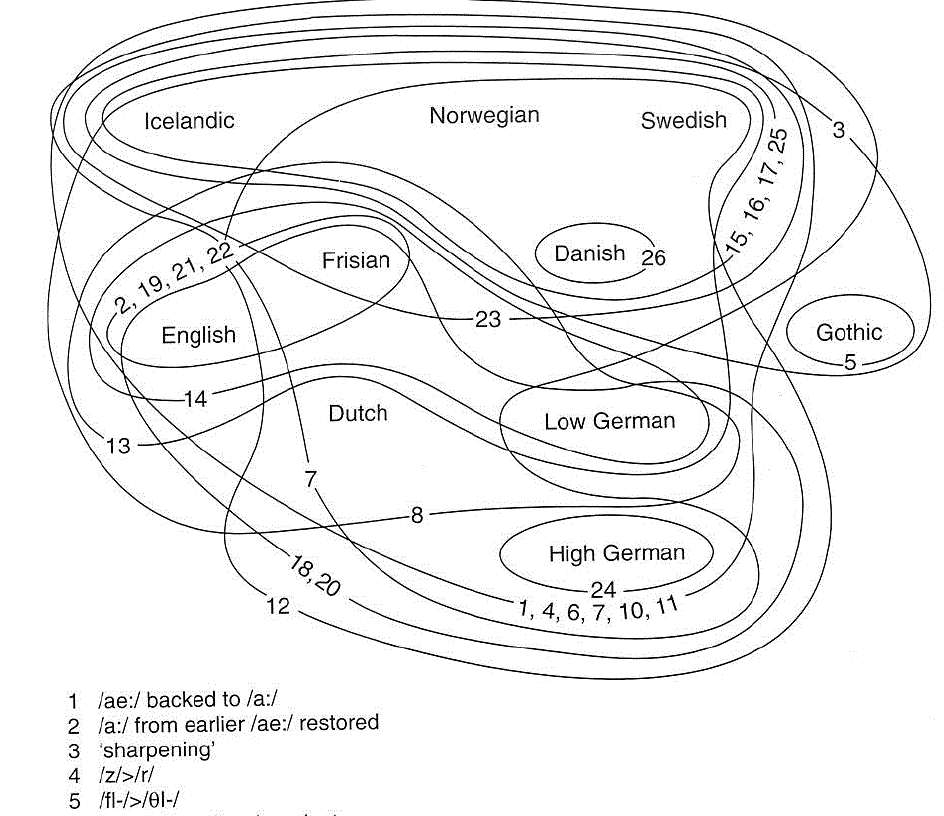 Icelandic
Norwegian
Swedish
3
15, 16, 17, 25
Danish
26
2, 19, 21, 22
Frisian
English
23
Gothic
5
14
Dutch
Low German
13
7
8
High German
24
18, 20
1, 4, 6, 7, 10, 11
12
1 /ae:/ backed to /a:/
2 /a:/ from earlier /ae:/ restored
3 'sharpening'
4 /z/>/r/
5 /fl-/>/θl-/